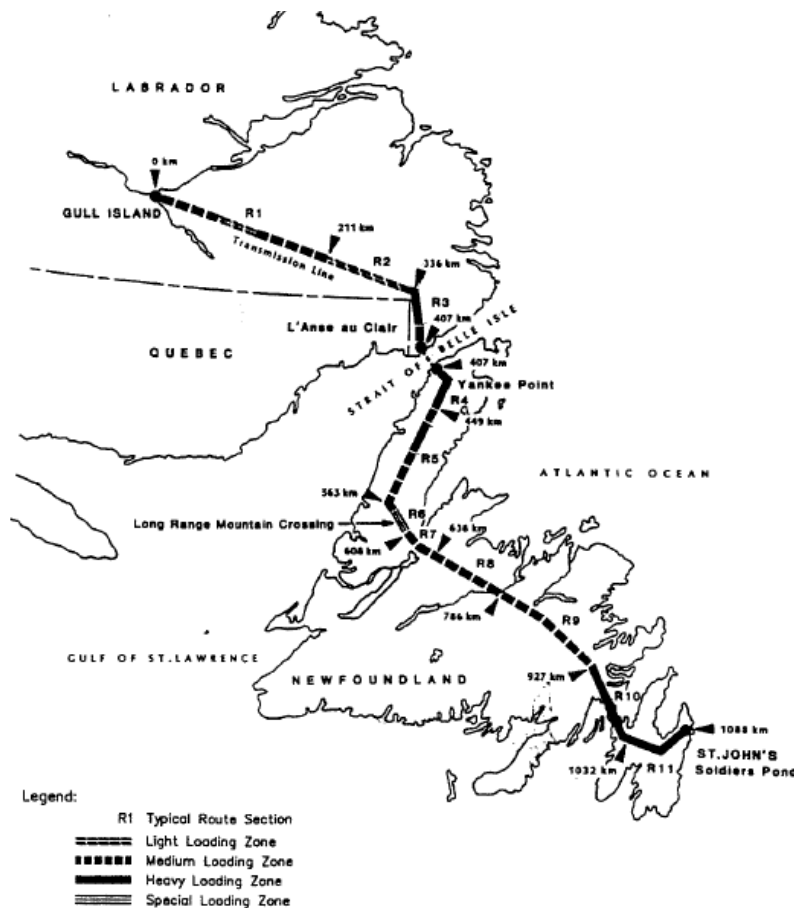 LABRADOR
0 km
GULL ISLAND
R1
211 km
Transmission Line
R2
336 km
R3
L'Anse au Clair
407 km
QUEBEC
STRAIT OF BELLE ISLE
407 km
Yankee Point
R4
449 km
R5
ATLANTIC OCEAN
563 km
R6
Long Range Mountain Crossing
R7
638 km
608 km
R8
786 km
R9
GULF OF ST.LAWRENCE
NEWFOUNDLAND
927 km
R10
1088 km
ST.JOHN'S
Soldiers Pond
1032 km
R11
Legend:
R1 Typical Route Section
Light Loading Zone
Medium Loading Zone
Heavy Loading Zone
Special Loading Zone